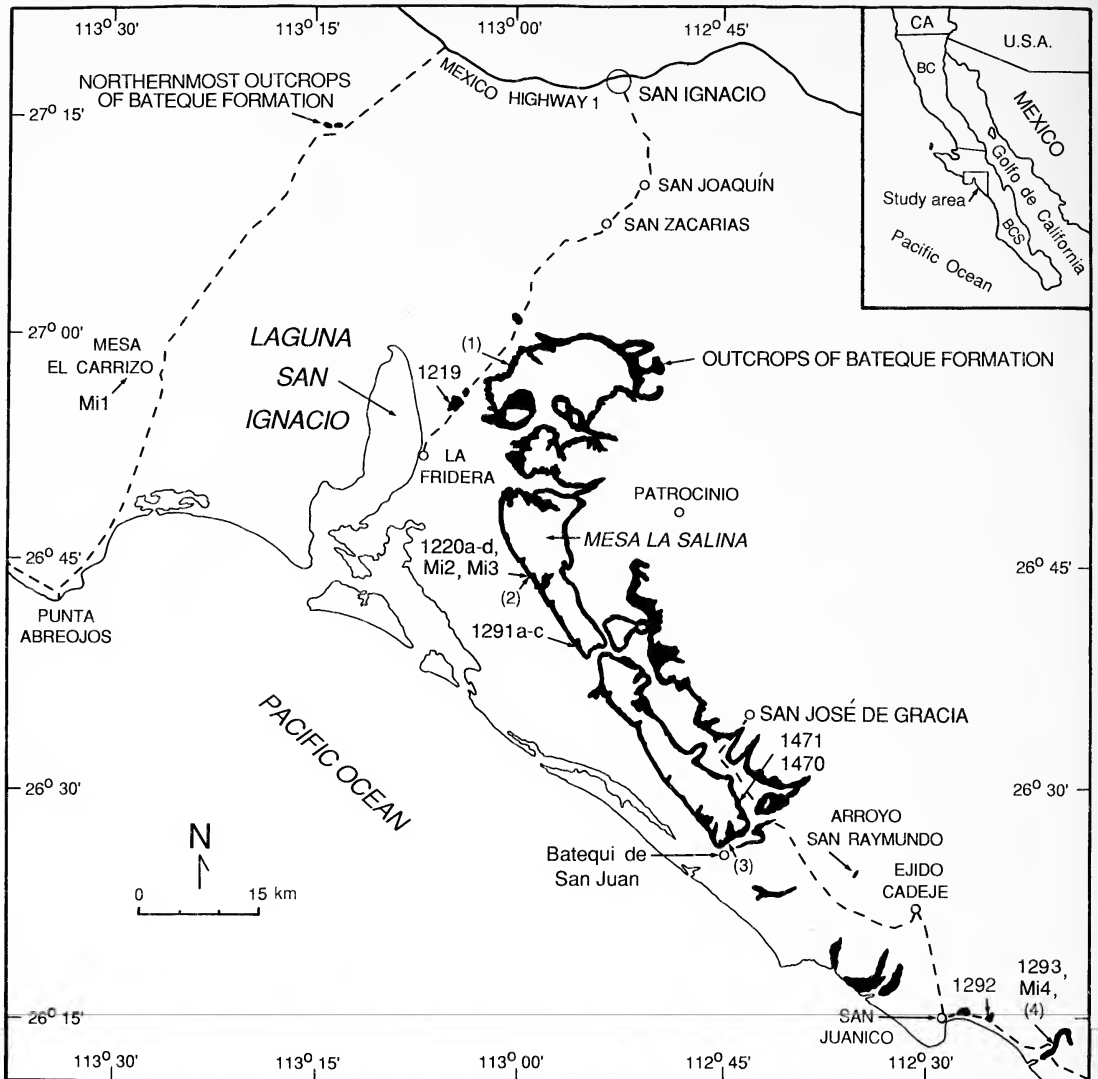 113° 30'
113° 15'
113° 00'
112° 45'
CA
U.S.A.
BC
MEXICO
Golfo de California
Study area
BCS
Pacific Ocean
NORTHERNMOST OUTCROPS
OF BATEQUE FORMATION
MEXICO HIGHWAY 1
SAN IGNACIO
27° 15'
SAN JOAQUÍN
SAN ZACARIAS
27° 00'
MESA
EL CARRIZO
Mi1
LAGUNA
SAN
IGNACIO
(1)
1219
OUTCROPS OF BATEQUE FORMATION
LA
FRIDERA
PATROCINIO
MESA LA SALINA
26° 45'
26° 45'
1220a-d,
Mi2, Mi3
(2)
1291a-c
PUNTA
ABREOJOS
PACIFIC OCEAN
SAN JOSÉ DE GRACIA
1471
1470
26° 30'
26° 30'
N
0 15 km
ARROYO
SAN RAYMUNDO
Batequi de
San Juan
(3)
EJIDO
CADEJE
1292
1293,
Mi4,
(4)
26° 15'
26° 15'
SAN
JUANICO
113° 30'
113° 15'
113° 00'
112° 45'
112° 30'